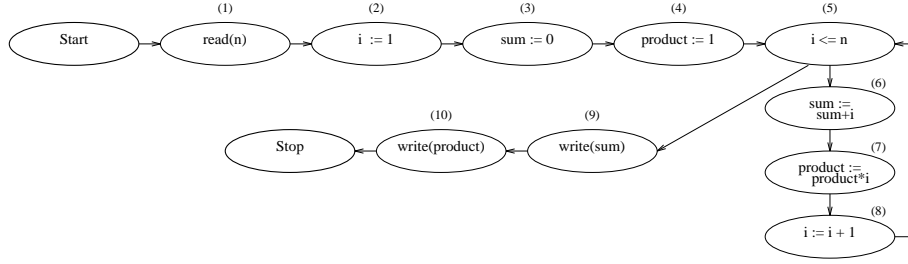 (1) (2) (3) (4) (5)
Start read(n) i := 1 sum := 0 product := 1 i <= n
(6)
sum :=
sum+i
(10) (9)
Stop write(product) write(sum)
(7)
product :=
product*i
(8)
i := i + 1